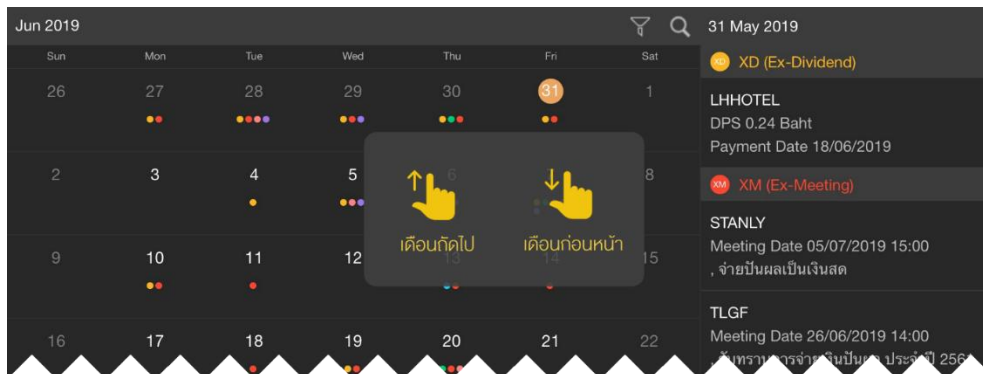 Jun 2019
Sun Mon Tue Wed Thu Fri Sat
26 27 28 29 30 31 1
2 3 4 5 6 8
เดือนถัดไป เดือนก่อนหน้า
9 10 11 12 13 14 15
16 17 18 19 20 21 22
31 May 2019
XD XD (Ex-Dividend)
LHHOTEL
DPS 0.24 Baht
Payment Date 18/06/2019
XM XM (Ex-Meeting)
STANLY
Meeting Date 05/07/2019 15:00
, จ่ายปันผลเป็นเงินสด
TLGF
Meeting Date 26/06/2019 14:00